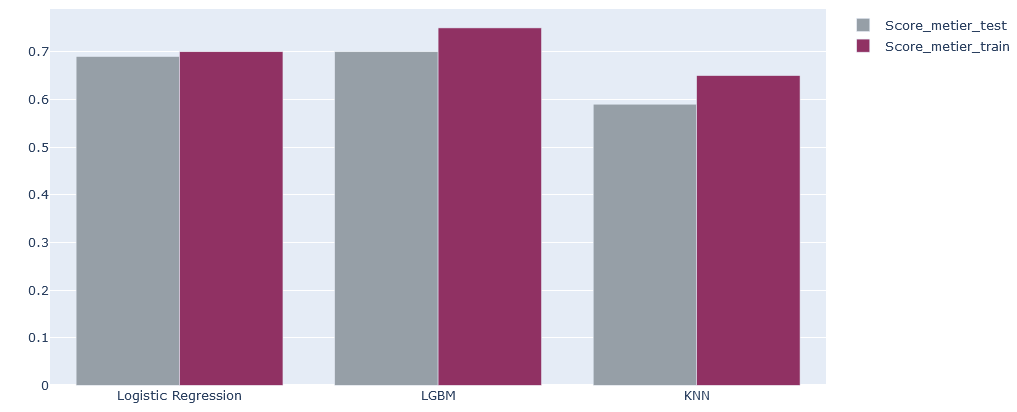 Score_metier_test
Score_metier_train
0.7
0.6
0.5
0.4
0.3
0.2
0.1
0
Logistic Regression
LGBM
KNN